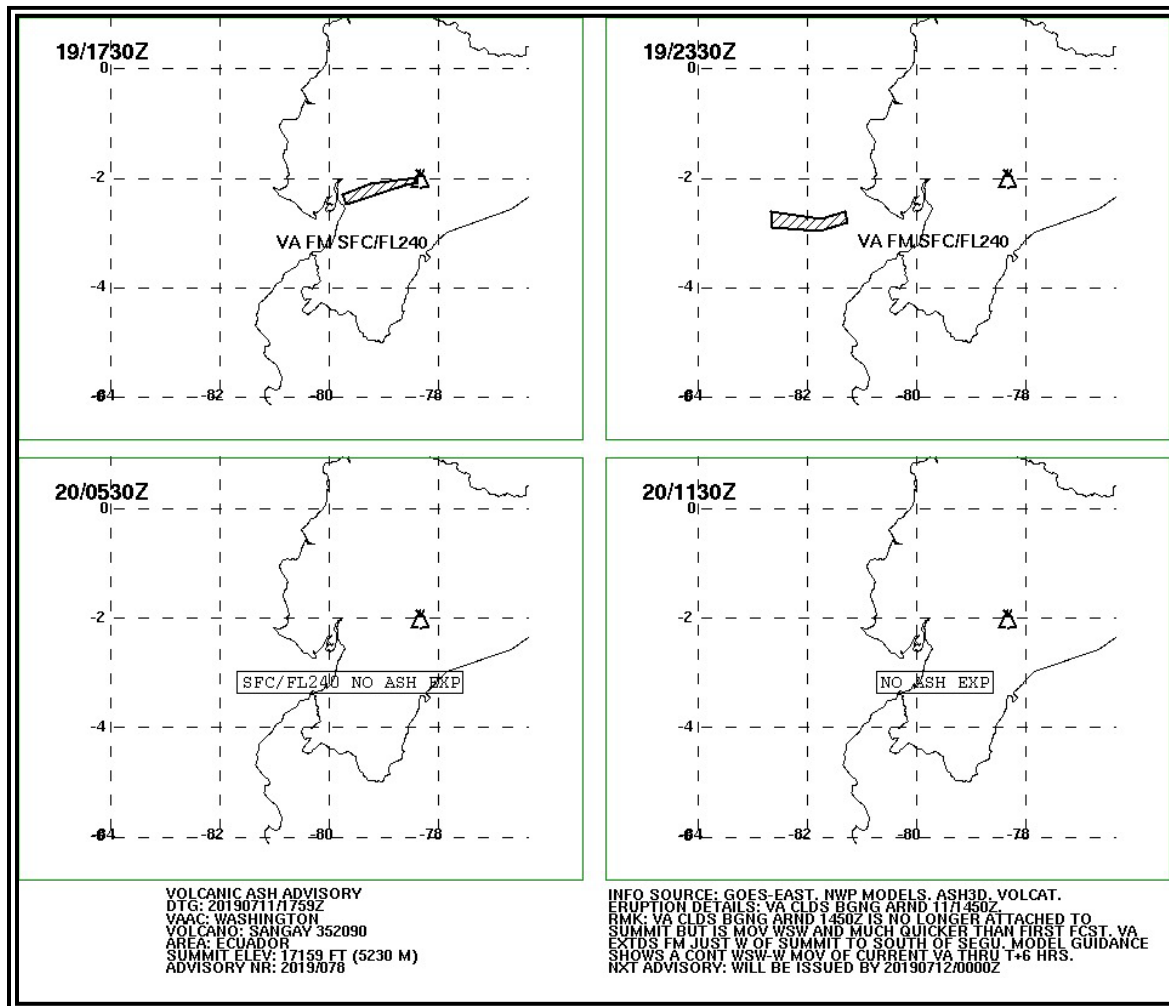 19/1730Z
0
-2
VA FM SFC/FL240
-4
-6
-84 -82 -80 -78
19/2330Z
0
-2
VA FM SFC/FL240
-4
-6
-84 -82 -80 -78
20/0530Z
0
-2
SFC/FL240 NO ASH EXP
-4
-6
-84 -82 -80 -78
20/1130Z
0
-2
NO ASH EXP
-4
-6
-84 -82 -80 -78
VOLCANIC ASH ADVISORY
DTG: 20190711/1759Z
VAAC: WASHINGTON
VOLCANO: SANGAY 352090
AREA: ECUADOR
SUMMIT ELEV: 17159 FT (5230 M)
ADVISORY NR: 2019/078
INFO SOURCE: GOES-EAST. NWP MODELS. ASH3D. VOLCAT.
ERUPTION DETAILS: VA CLDS BGNG ARND 11/1450Z.
RMK: VA CLDS BGNG ARND 1450Z IS NO LONGER ATTACHED TO
SUMMIT BUT IS MOV WSW AND MUCH QUICKER THAN FIRST FCST. VA
EXTDS FM JUST W OF SUMMIT TO SOUTH OF SEGU. MODEL GUIDANCE
SHOWS A CONT WSW-W MOV OF CURRENT VA THRU T+6 HRS.
NXT ADVISORY: WILL BE ISSUED BY 20190712/0000Z